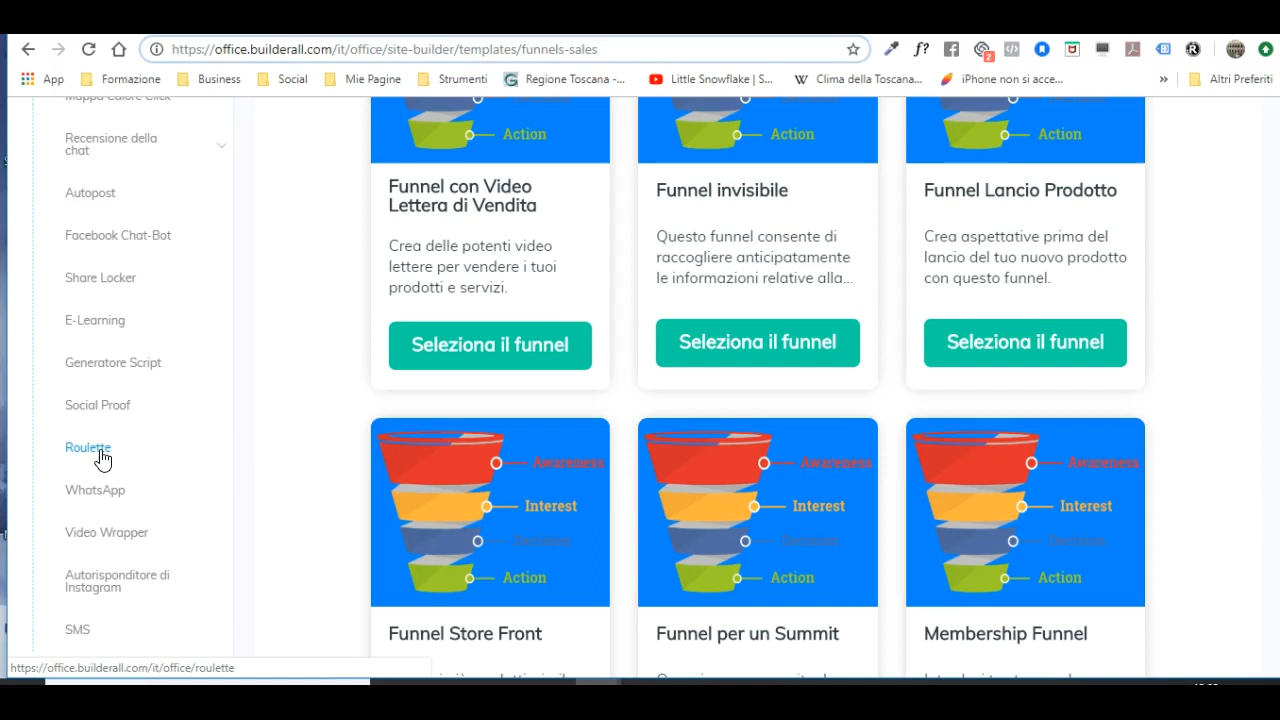 https://office.builderall.com/it/office/site-builder/templates/funnels-sales
f?
2
R
App
Formazione
Business
Social
Mie Pagine
Strumenti
Regione Toscana -...
Little Snowflake | S...
W Clima della Toscana...
iPhone non si acce...
»
Altri Preferiti
Mappa Calore Click
Recensione della
chat
Autopost
Facebook Chat-Bot
Share Locker
E-Learning
Generatore Script
Social Proof
Roulette
WhatsApp
Video Wrapper
Autorisponditore di
Instagram
SMS
https://office.builderall.com/it/office/roulette
Action
Funnel con Video
Lettera di Vendita
Crea delle potenti video
lettere per vendere i tuoi
prodotti e servizi.
Seleziona il funnel
Action
Funnel invisibile
Questo funnel consente di
raccogliere anticipatamente
le informazioni relative alla...
Seleziona il funnel
Action
Funnel Lancio Prodotto
Crea aspettative prima del
lancio del tuo nuovo prodotto
con questo funnel.
Seleziona il funnel
Awareness
Interest
Decision
Action
Funnel Store Front
Awareness
Interest
Decision
Action
Funnel per un Summit
Awareness
Interest
Decision
Action
Membership Funnel